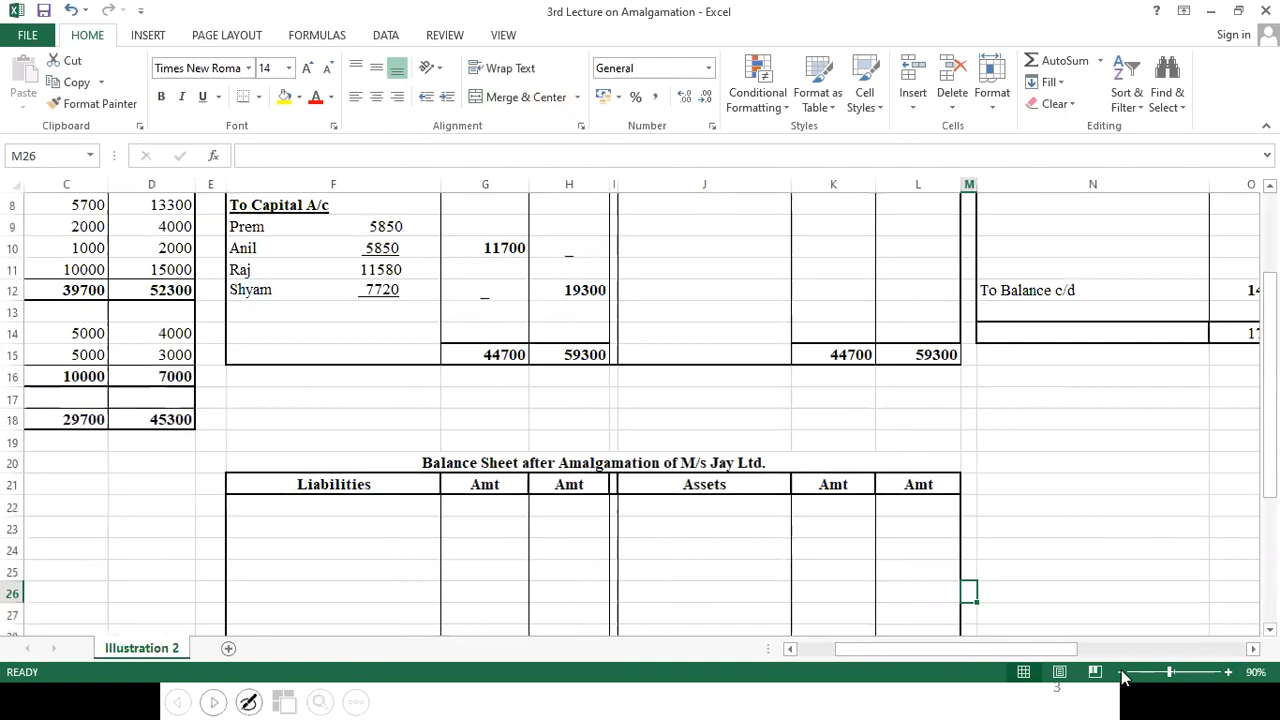 3rd Lecture on Amalgamation - Excel
?
FILE HOME INSERT PAGE LAYOUT FORMULAS DATA REVIEW VIEW Sign in
Paste
Cut
Copy
Format Painter
Clipboard
Times New Roma 14 A A
B I U A
Font
Wrap Text
Merge & Center
Alignment
General
% ,
Number
Conditional Formatting
Format as Table
Cell Styles
Styles
Insert Delete Format
Cells
AutoSum
Fill
Clear
Sort & Filter
Find & Select
Editing
M26 fx
C D E F G H I J K L M N O
8 5700 13300 To Capital A/c
9 2000 4000 Prem 5850
10 1000 2000 Anil 5850 11700 _
11 10000 15000 Raj 11580
12 39700 52300 Shyam 7720 _ 19300 To Balance c/d 14
13
14 5000 4000 17
15 5000 3000 44700 59300 44700 59300
16 10000 7000
17
18 29700 45300
19
20 Balance Sheet after Amalgamation of M/s Jay Ltd.
21 Liabilities Amt Amt Assets Amt Amt
22
23
24
25
26
27
Illustration 2
READY 90%
3